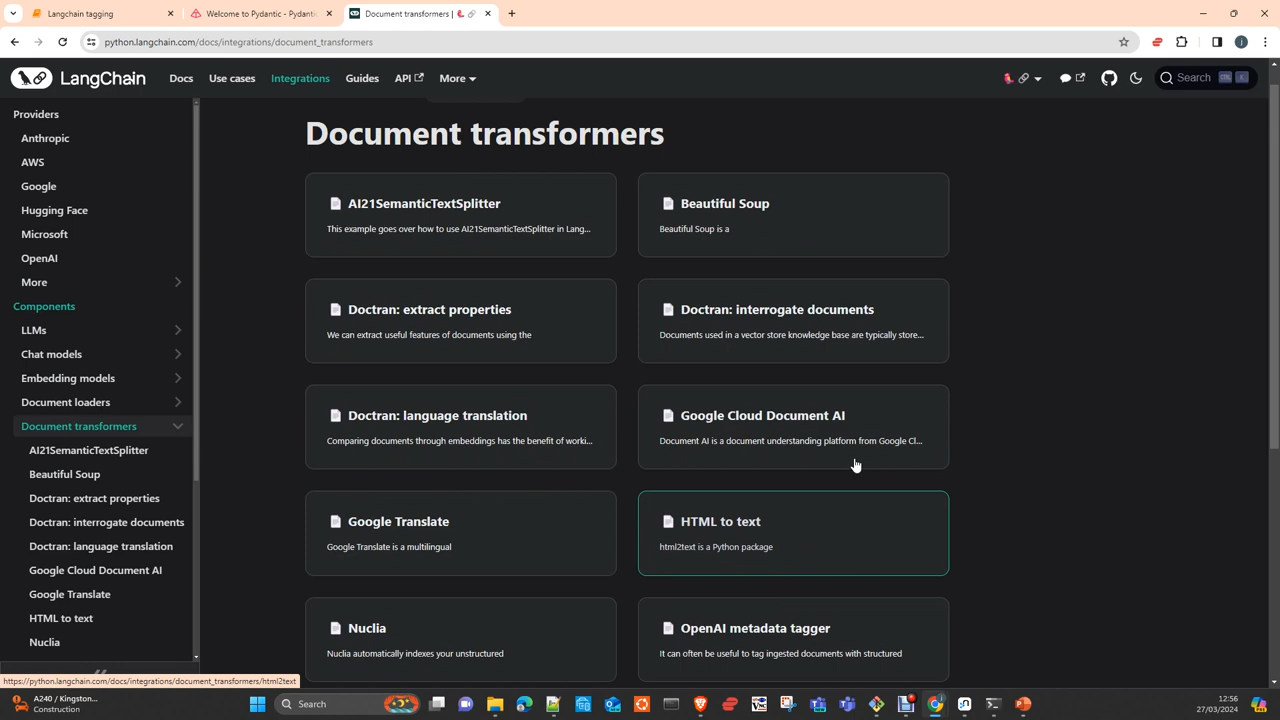 Langchain tagging
Welcome to Pydantic - Pydantic
Document transformers |
python.langchain.com/docs/integrations/document_transformers
LangChain
Docs
Use cases
Integrations
Guides
API
More
Search
Providers
Anthropic
AWS
Google
Hugging Face
Microsoft
OpenAI
More
Components
LLMs
Chat models
Embedding models
Document loaders
Document transformers
AI21SemanticTextSplitter
Beautiful Soup
Doctran: extract properties
Doctran: interrogate documents
Doctran: language translation
Google Cloud Document AI
Google Translate
HTML to text
Nuclia
Document transformers
AI21SemanticTextSplitter
This example goes over how to use AI21SemanticTextSplitter in Lang...
Beautiful Soup
Beautiful Soup is a
Doctran: extract properties
We can extract useful features of documents using the
Doctran: interrogate documents
Documents used in a vector store knowledge base are typically store...
Doctran: language translation
Comparing documents through embeddings has the benefit of worki...
Google Cloud Document AI
Document AI is a document understanding platform from Google Cl...
Google Translate
Google Translate is a multilingual
HTML to text
html2text is a Python package
Nuclia
Nuclia automatically indexes your unstructured
OpenAI metadata tagger
It can often be useful to tag ingested documents with structured
https://python.langchain.com/docs/integrations/document_transformers/html2text
A240 / Kingston...
Construction
Search
12:56
27/03/2024